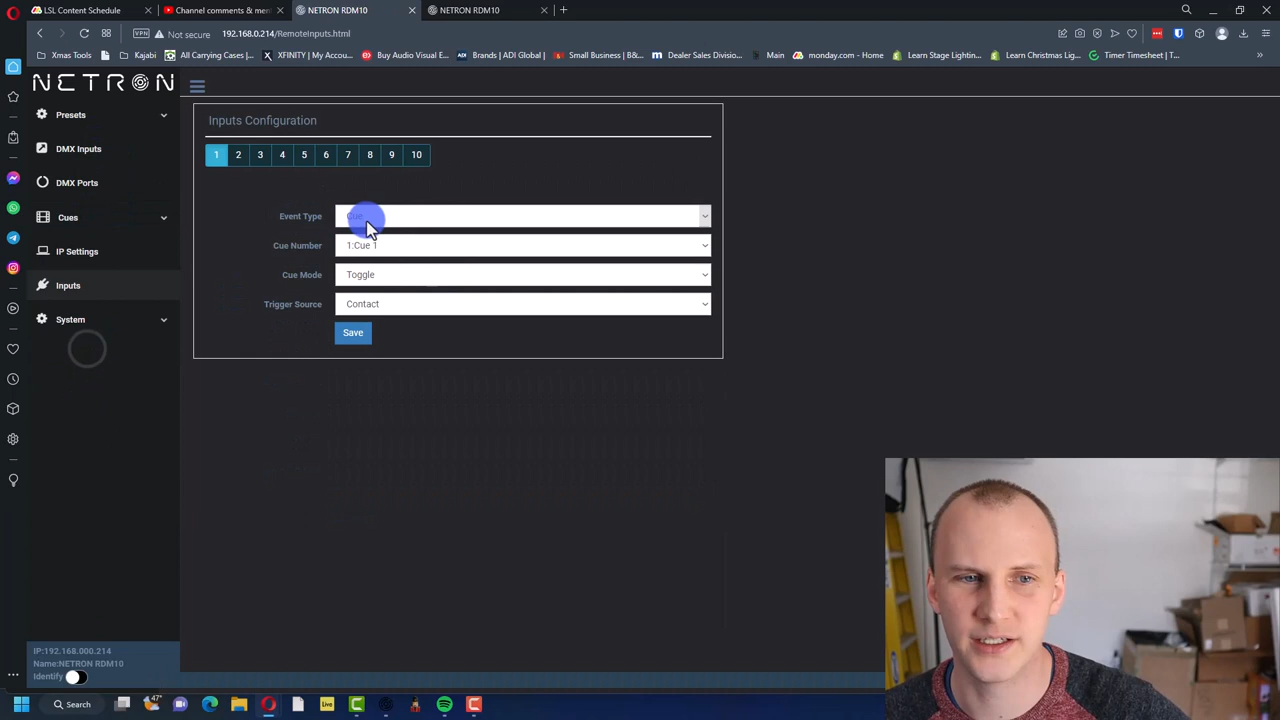 LSL Content Schedule
Channel comments & men
NETRON RDM10
NETRON RDM10
VPN
Not secure
192.168.0.214/RemoteInputs.html
Xmas Tools
Kajabi
All Carrying Cases |...
XFINITY | My Accou...
Buy Audio Visual E...
Brands | ADI Global |...
Small Business | B&...
Dealer Sales Divisio...
Main
monday.com - Home
Learn Stage Lightin...
Learn Christmas Lig...
Timer Timesheet | T...
NETRON
Presets
DMX Inputs
DMX Ports
Cues
IP Settings
Inputs
System
Inputs Configuration
1 2 3 4 5 6 7 8 9 10
Event Type Cue
Cue Number 1:Cue 1
Cue Mode Toggle
Trigger Source Contact
Save
IP:192.168.000.214
Name:NETRON RDM10
Identify
Search
47°
Live